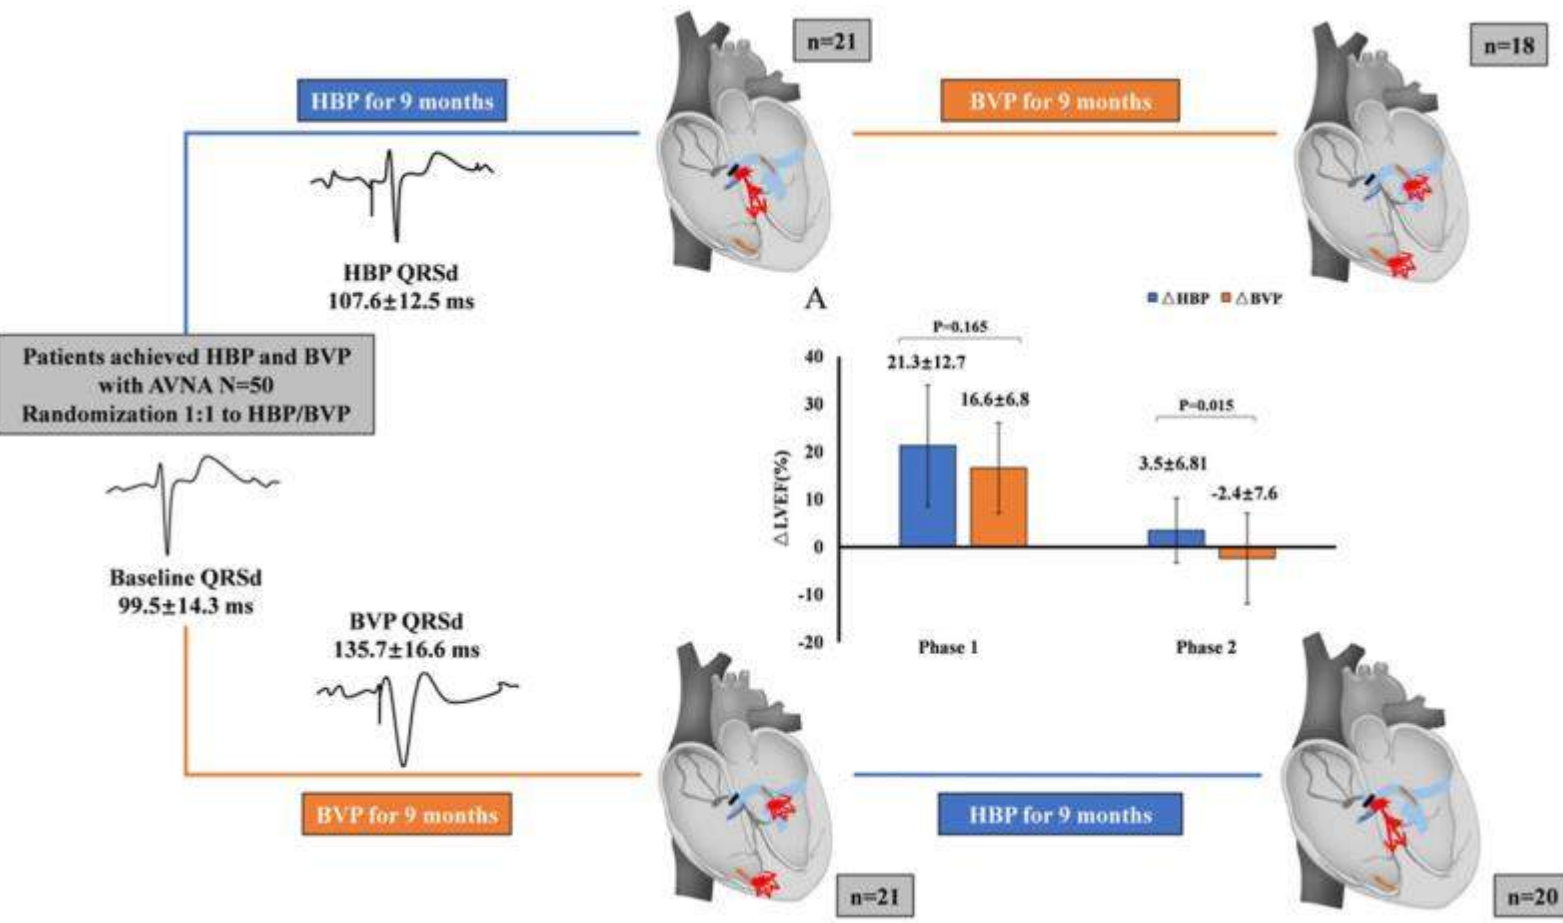 n=21
n=18
HBP for 9 months
BVP for 9 months
HBP QRSd
107.6±12.5 ms
Patients achieved HBP and BVP
with AVNA N=50
Randomization 1:1 to HBP/BVP
Baseline QRSd
99.5±14.3 ms
A
△HBP △BVP
P=0.165
21.3±12.7
16.6±6.8
P=0.015
3.5±6.81
-2.4±7.6
△LVEF(%)
40
30
20
10
0
-10
-20
Phase 1
Phase 2
BVP QRSd
135.7±16.6 ms
BVP for 9 months
HBP for 9 months
n=21
n=20